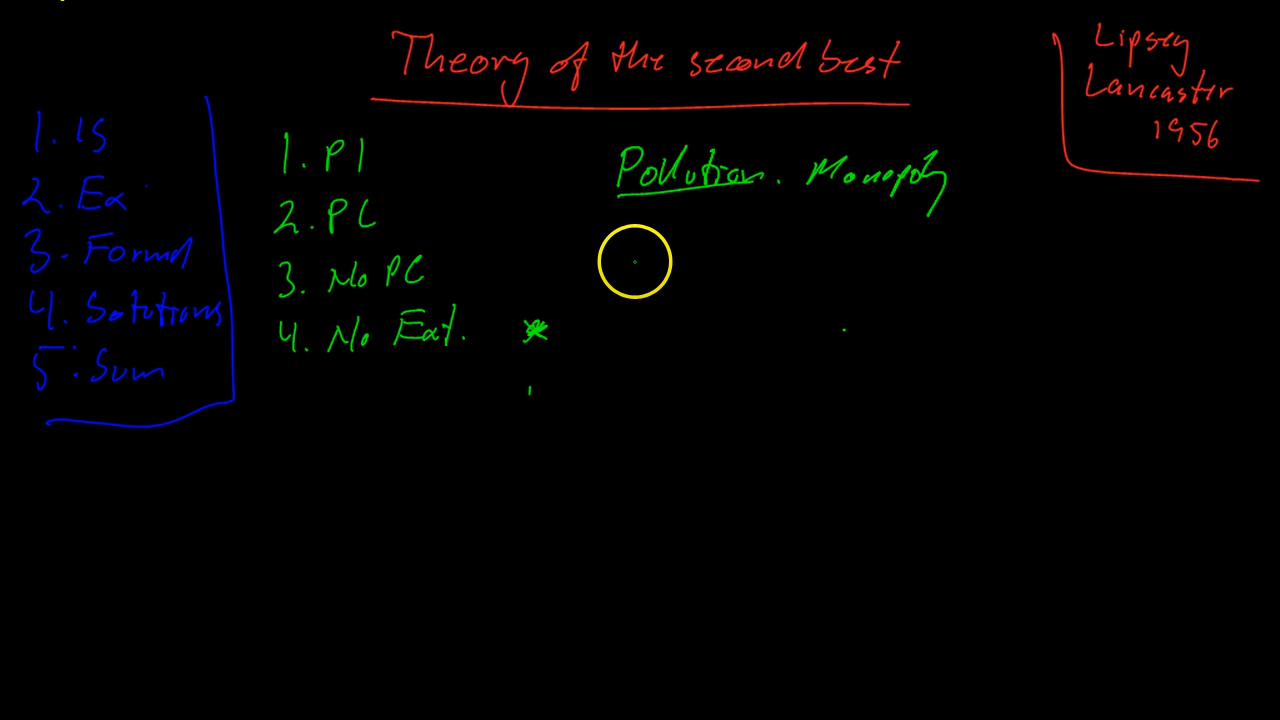 Theory of the second best
Lipsey
Lancaster
1956
1. IS
2. Ex
3. Formal
4. Solutions
5. Sum
1. PI
2. PC
3. No PC
4. No Ext.
Pollution. Monopoly